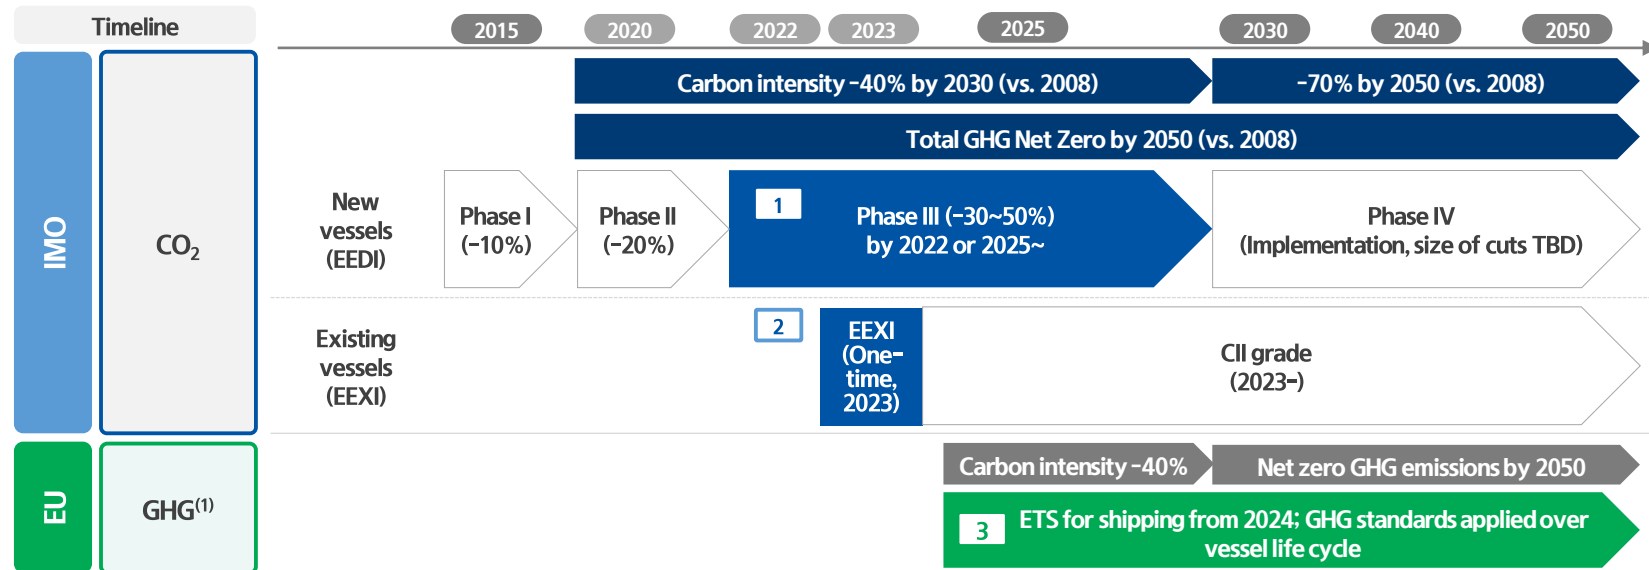 Timeline
2015
2020
2022
2023
2025
2030
2040
2050
IMO
CO₂
Carbon intensity -40% by 2030 (vs. 2008)
-70% by 2050 (vs. 2008)
Total GHG Net Zero by 2050 (vs. 2008)
New
vessels
(EEDI)
Phase I
(-10%)
Phase II
(-20%)
1
Phase III (-30~50%)
by 2022 or 2025~
Phase IV
(Implementation, size of cuts TBD)
Existing
vessels
(EEXI)
2
EEXI
(One-
time,
2023)
CII grade
(2023-)
EU
GHG⁽¹⁾
Carbon intensity -40%
Net zero GHG emissions by 2050
3
ETS for shipping from 2024; GHG standards applied over
vessel life cycle